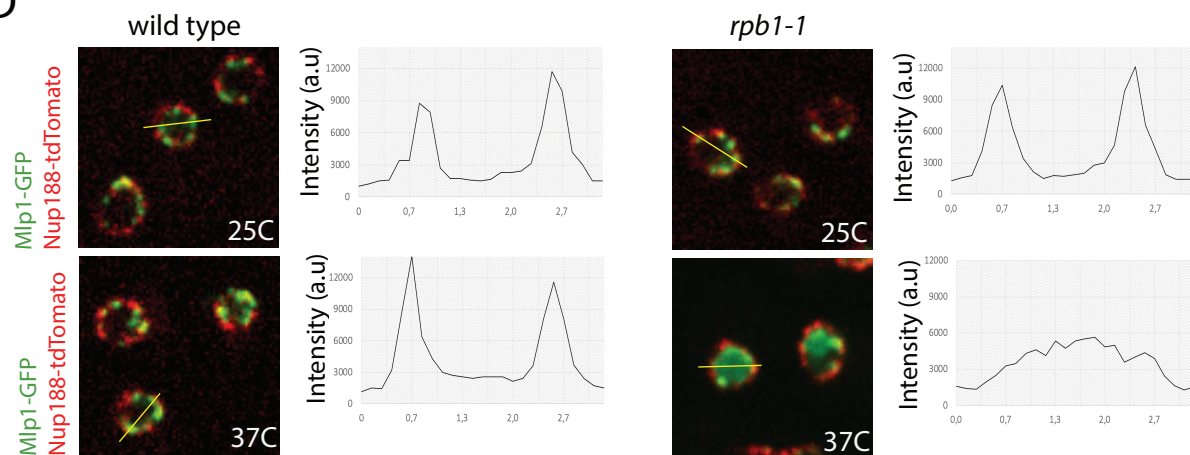 wild type
rpb1-1
Mlp1-GFP
Nup188-tdTomato
25C
Intensity (a.u)
12000
9000
6000
3000
0
0
0,7
1,3
2,0
2,7
25C
Intensity (a.u)
12000
9000
6000
3000
0
0,0
0,7
1,3
2,0
2,7
Mlp1-GFP
Nup188-tdTomato
37C
Intensity (a.u)
12000
9000
6000
3000
0
0
0,7
1,3
2,0
2,7
37C
Intensity (a.u)
12000
9000
6000
3000
0
0,0
0,7
1,3
2,0
2,7